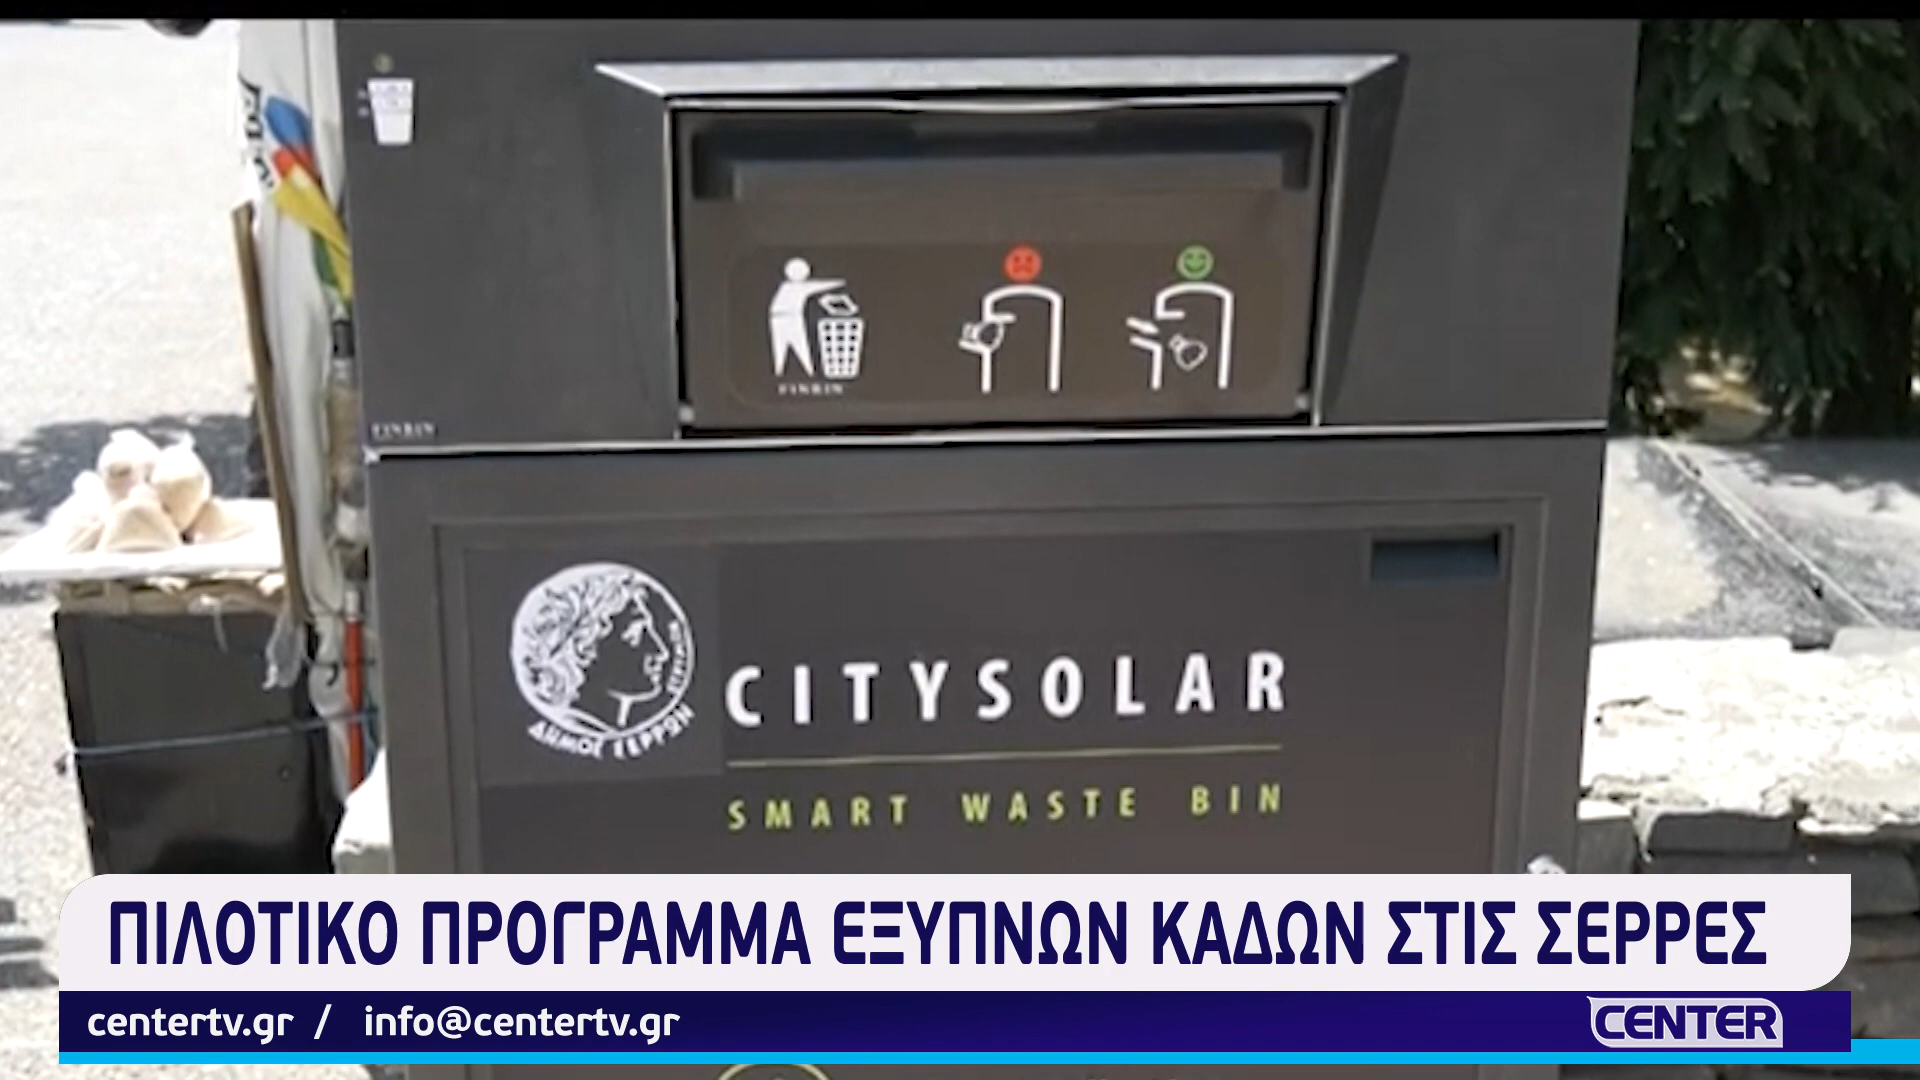 FINBIN
FINBIN
CITYSOLAR
SMART WASTE BIN
ΔΗΜΟΣ ΣΕΡΡΩΝ
ΠΙΛΟΤΙΚΟ ΠΡΟΓΡΑΜΜΑ ΕΞΥΠΝΩΝ ΚΑΔΩΝ ΣΤΙΣ ΣΕΡΡΕΣ
centertv.gr / info@centertv.gr
CENTER